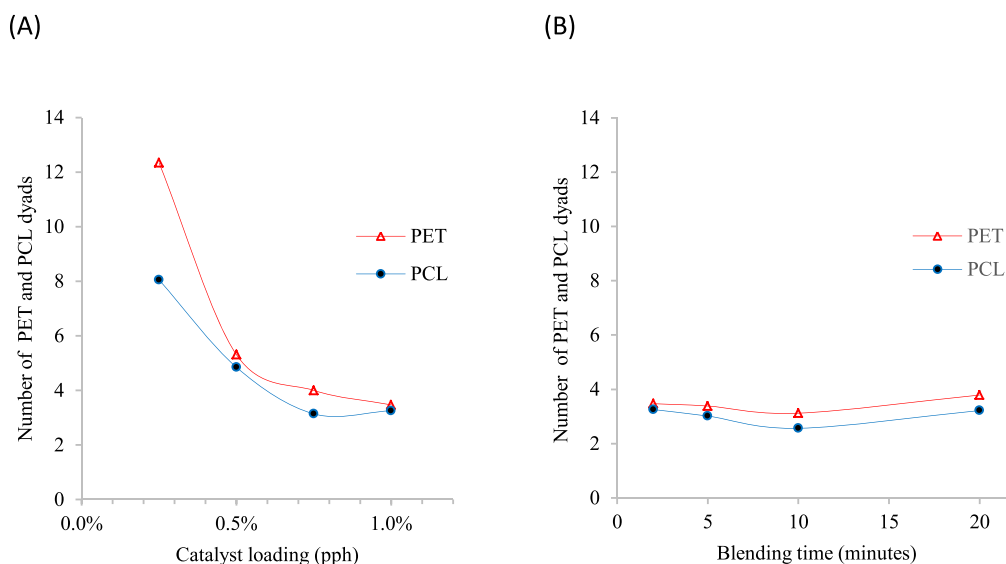 (A)
Number of PET and PCL dyads
14
12
10
8
6
4
2
0
0.0%
0.5%
1.0%
Catalyst loading (pph)
PET
PCL
(B)
Number of PET and PCL dyads
14
12
10
8
6
4
2
0
0
5
10
15
20
Blending time (minutes)
PET
PCL